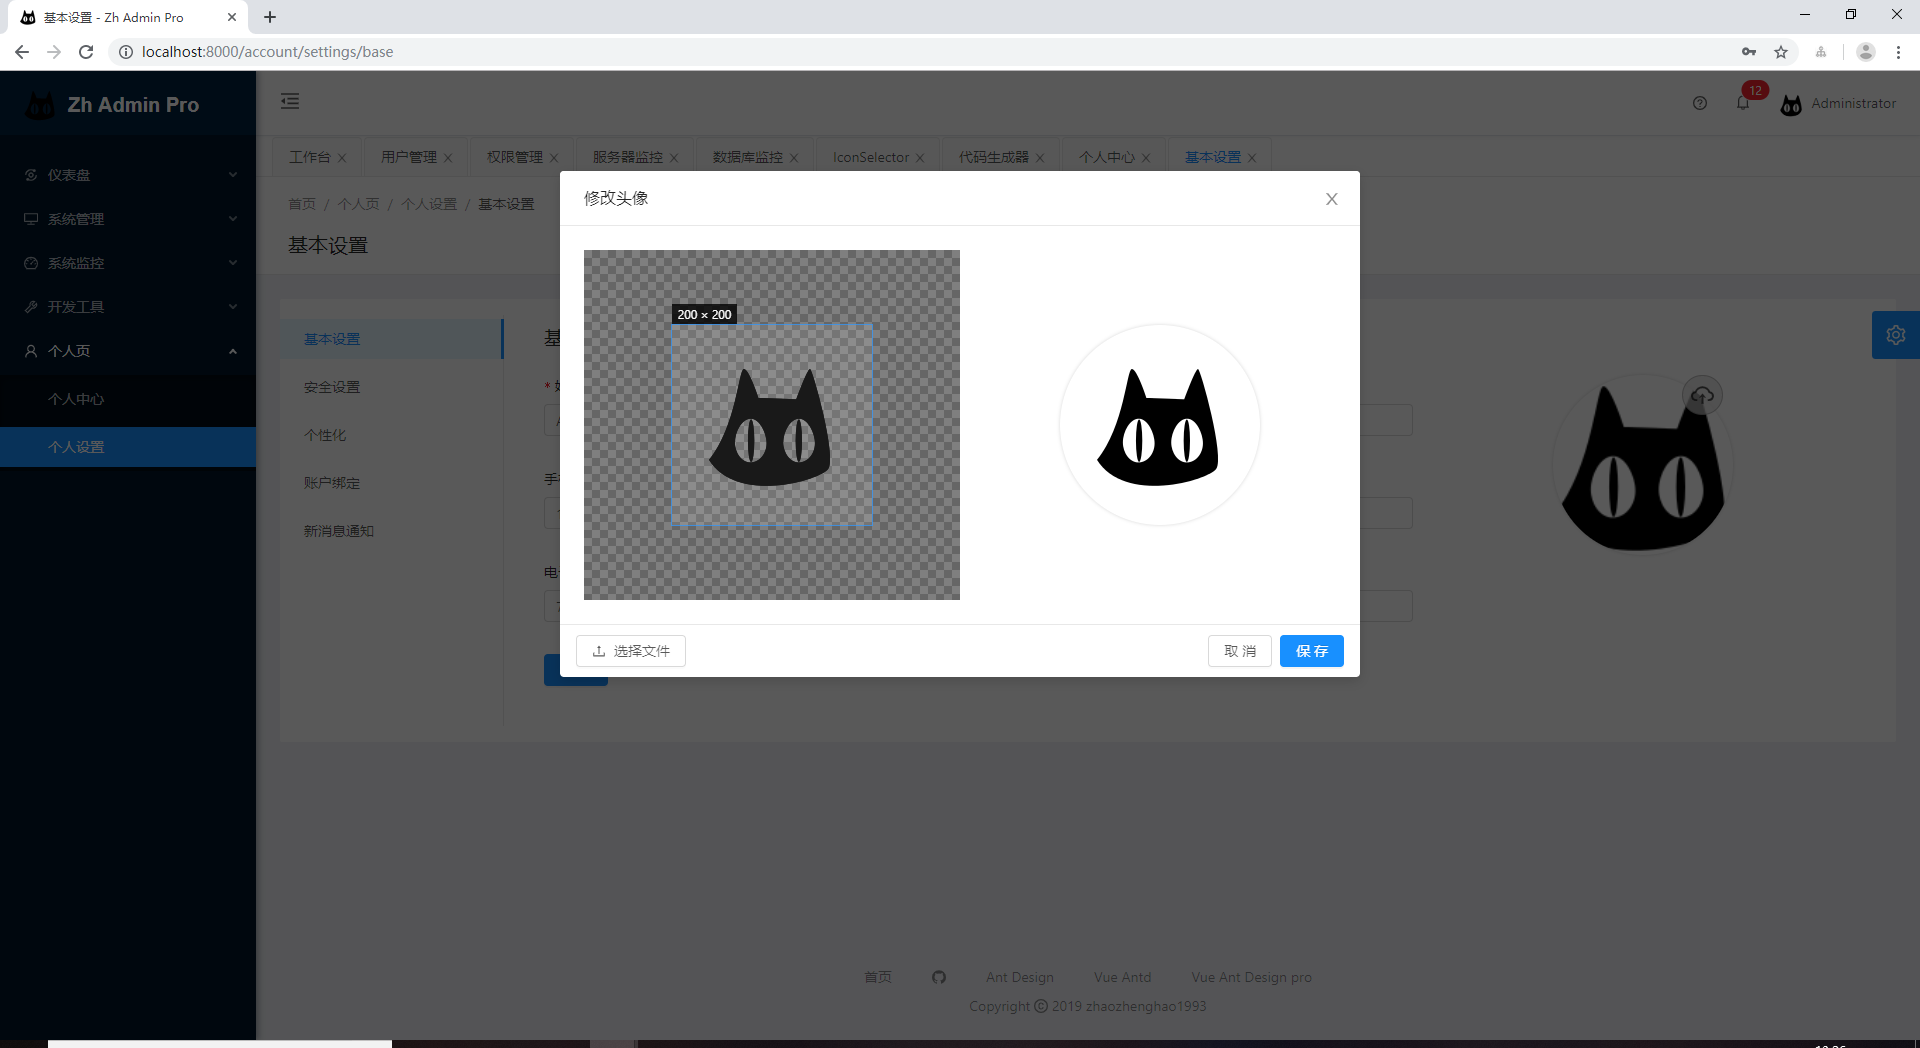 基本设置 - Zh Admin Pro
localhost:8000/account/settings/base
Zh Admin Pro
12
Administrator
工作台 用户管理 权限管理 服务器监控 数据库监控 IconSelector 代码生成器 个人中心 基本设置
仪表盘
系统管理
系统监控
开发工具
个人页
个人中心
个人设置
首页 / 个人页 / 个人设置 / 基本设置
基本设置
基本设置
安全设置
个性化
账户绑定
新消息通知
修改头像
200 × 200
选择文件
取 消
保 存
首页 Ant Design Vue Antd Vue Ant Design pro
Copyright © 2019 zhaozhenghao1993